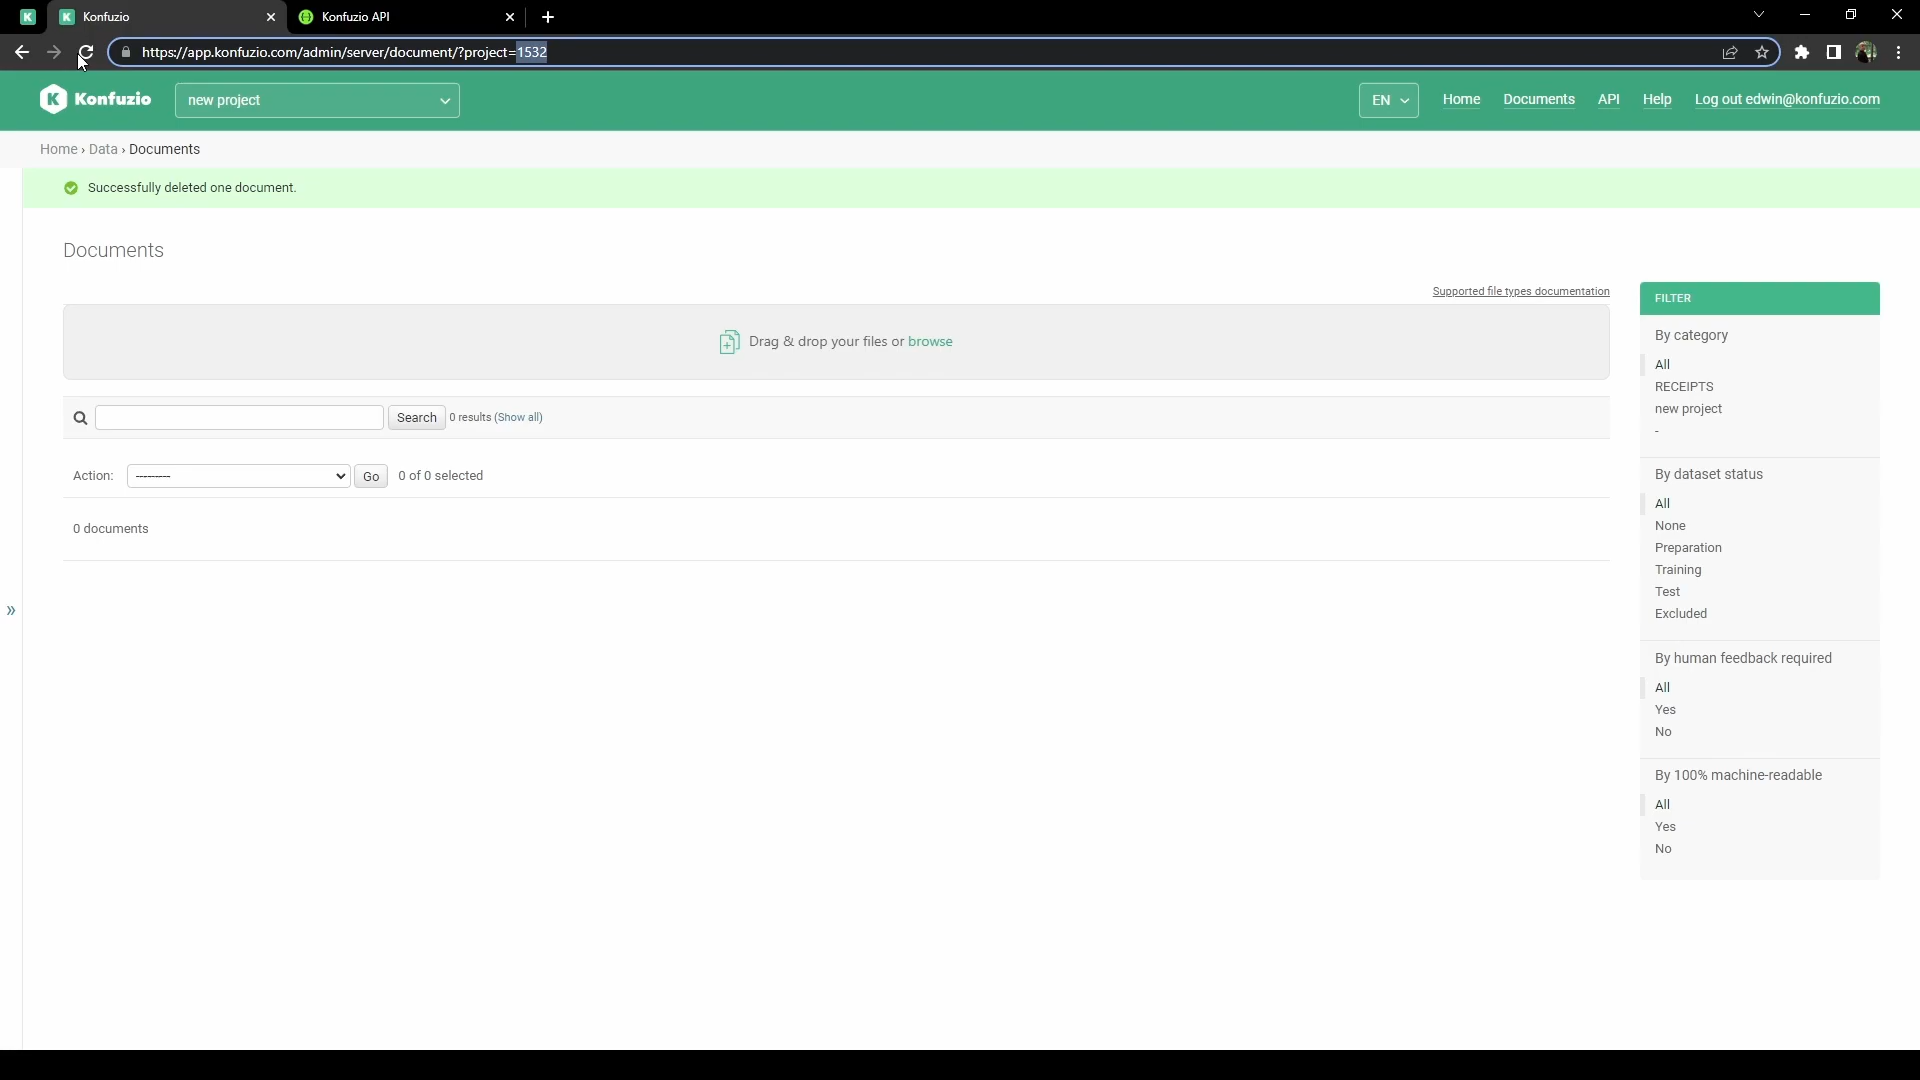 Konfuzio
Konfuzio API
https://app.konfuzio.com/admin/server/document/?project=1532
Konfuzio
new project
EN
Home
Documents
API
Help
Log out edwin@konfuzio.com
Home › Data › Documents
Successfully deleted one document.
Documents
Supported file types documentation
Drag & drop your files or browse
Search
0 results (Show all)
Action:
---------
Go
0 of 0 selected
0 documents
FILTER
By category
All
RECEIPTS
new project
-
By dataset status
All
None
Preparation
Training
Test
Excluded
By human feedback required
All
Yes
No
By 100% machine-readable
All
Yes
No